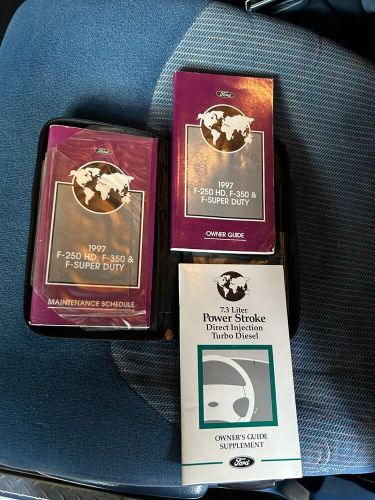 Ford
1997
F-250 HD, F-350 &
F-SUPER DUTY
MAINTENANCE SCHEDULE
Ford
1997
F-250 HD, F-350 &
F-SUPER DUTY
OWNER GUIDE
7.3 Liter
Power Stroke
Direct Injection
Turbo Diesel
OWNER'S GUIDE
SUPPLEMENT
Ford